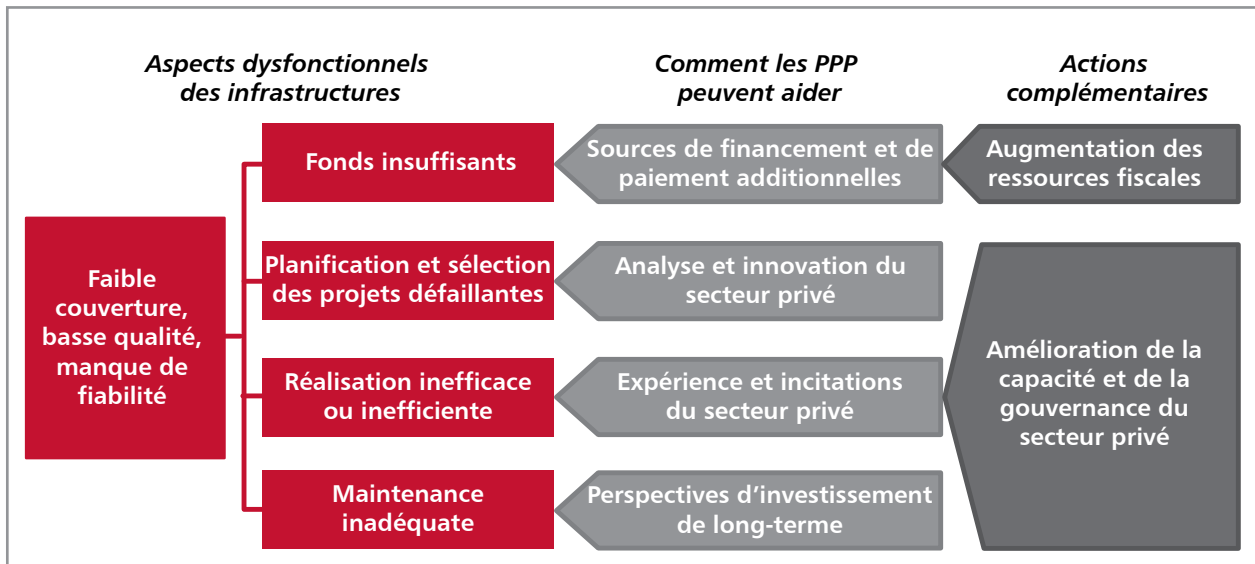 Aspects dysfonctionnels
des infrastructures
Comment les PPP
peuvent aider
Actions
complémentaires
Faible
couverture,
basse qualité,
manque de
fiabilité
Fonds insuffisants
Sources de financement et de
paiement additionnelles
Augmentation des
ressources fiscales
Planification et sélection
des projets défaillantes
Analyse et innovation du
secteur privé
Réalisation inefficace
ou inefficiente
Expérience et incitations
du secteur privé
Maintenance
inadéquate
Perspectives d’investissement
de long-terme
Amélioration de la
capacité et de la
gouvernance du
secteur privé